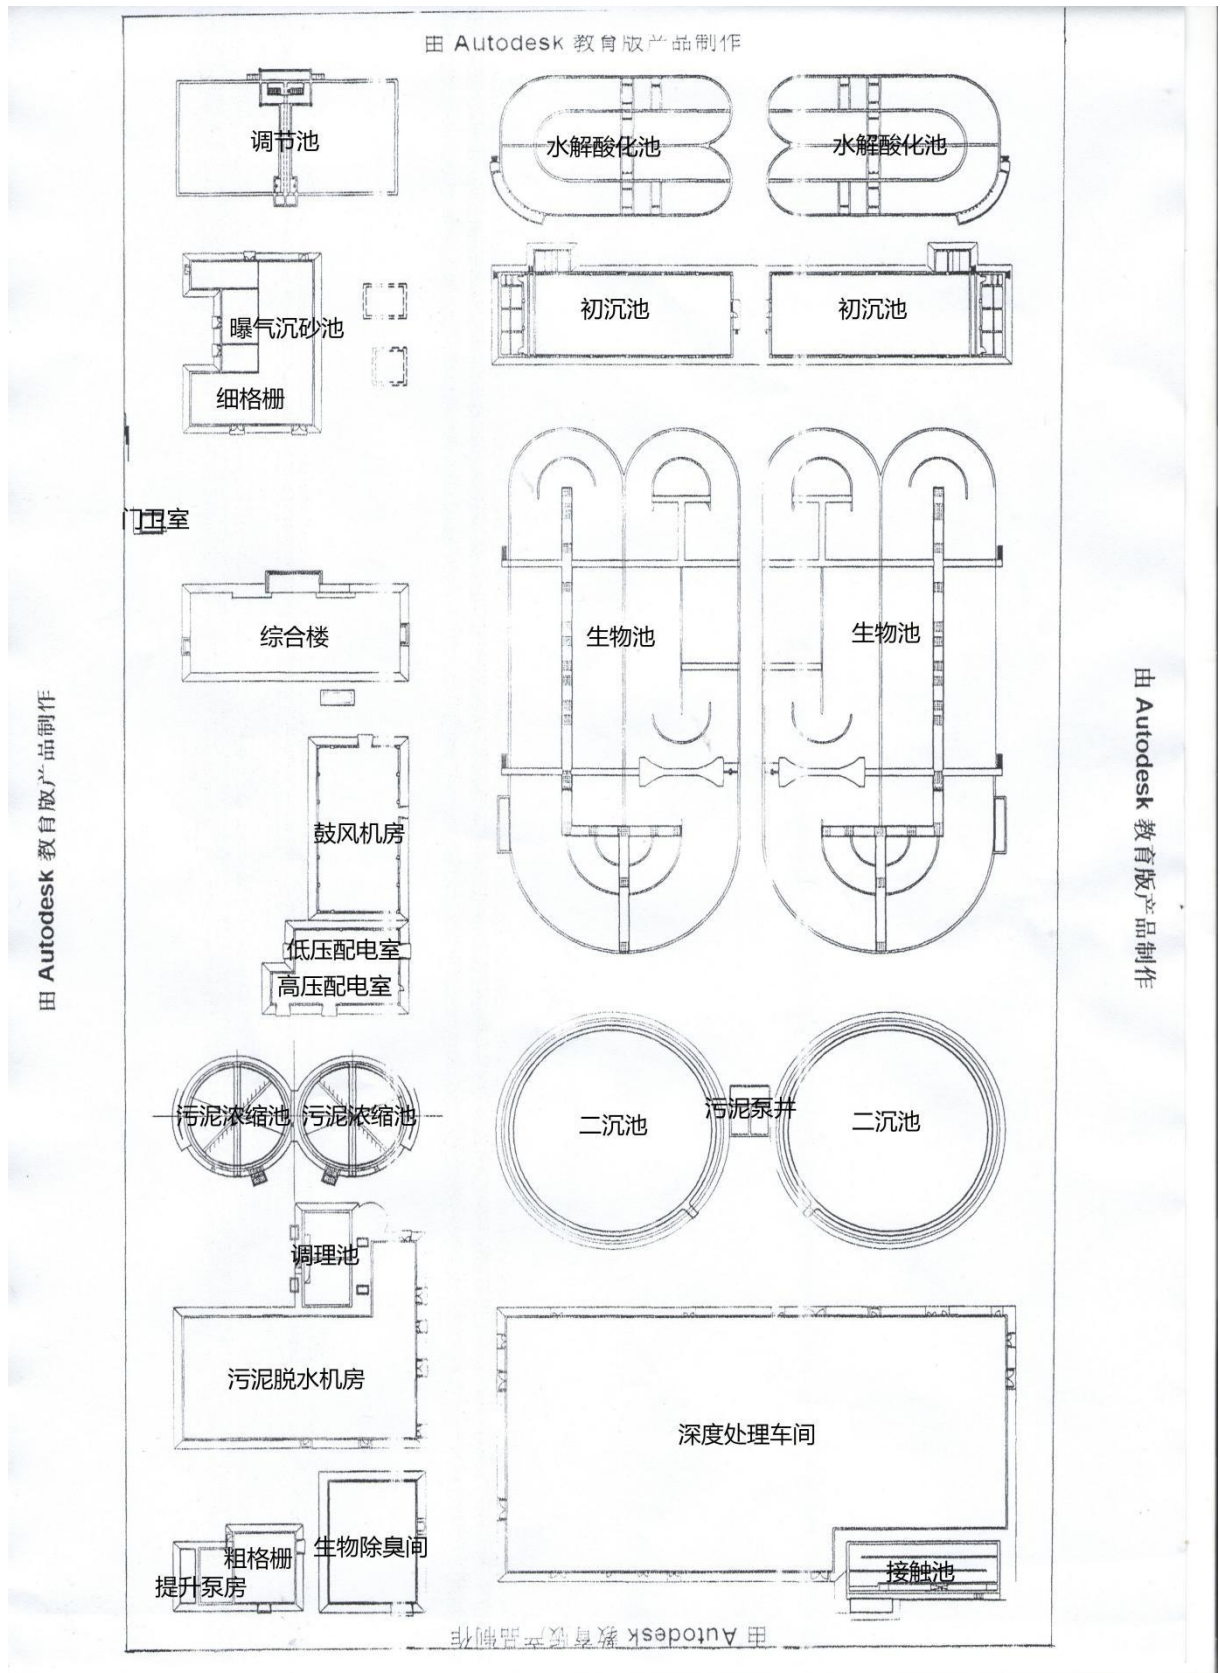 由 Autodesk 教育版产品制作
调节池
水解酸化池
水解酸化池
初沉池
初沉池
曝气沉砂池
细格栅
门卫室
综合楼
生物池
生物池
由 Autodesk 教育版产品制作
由 Autodesk 教育版产品制作
鼓风机房
低压配电室
高压配电室
污泥浓缩池
污泥浓缩池
二沉池
污泥泵井
二沉池
调理池
污泥脱水机房
深度处理车间
生物除臭间
粗格栅
提升泵房
接触池
由 Autodesk 教育版产品制作